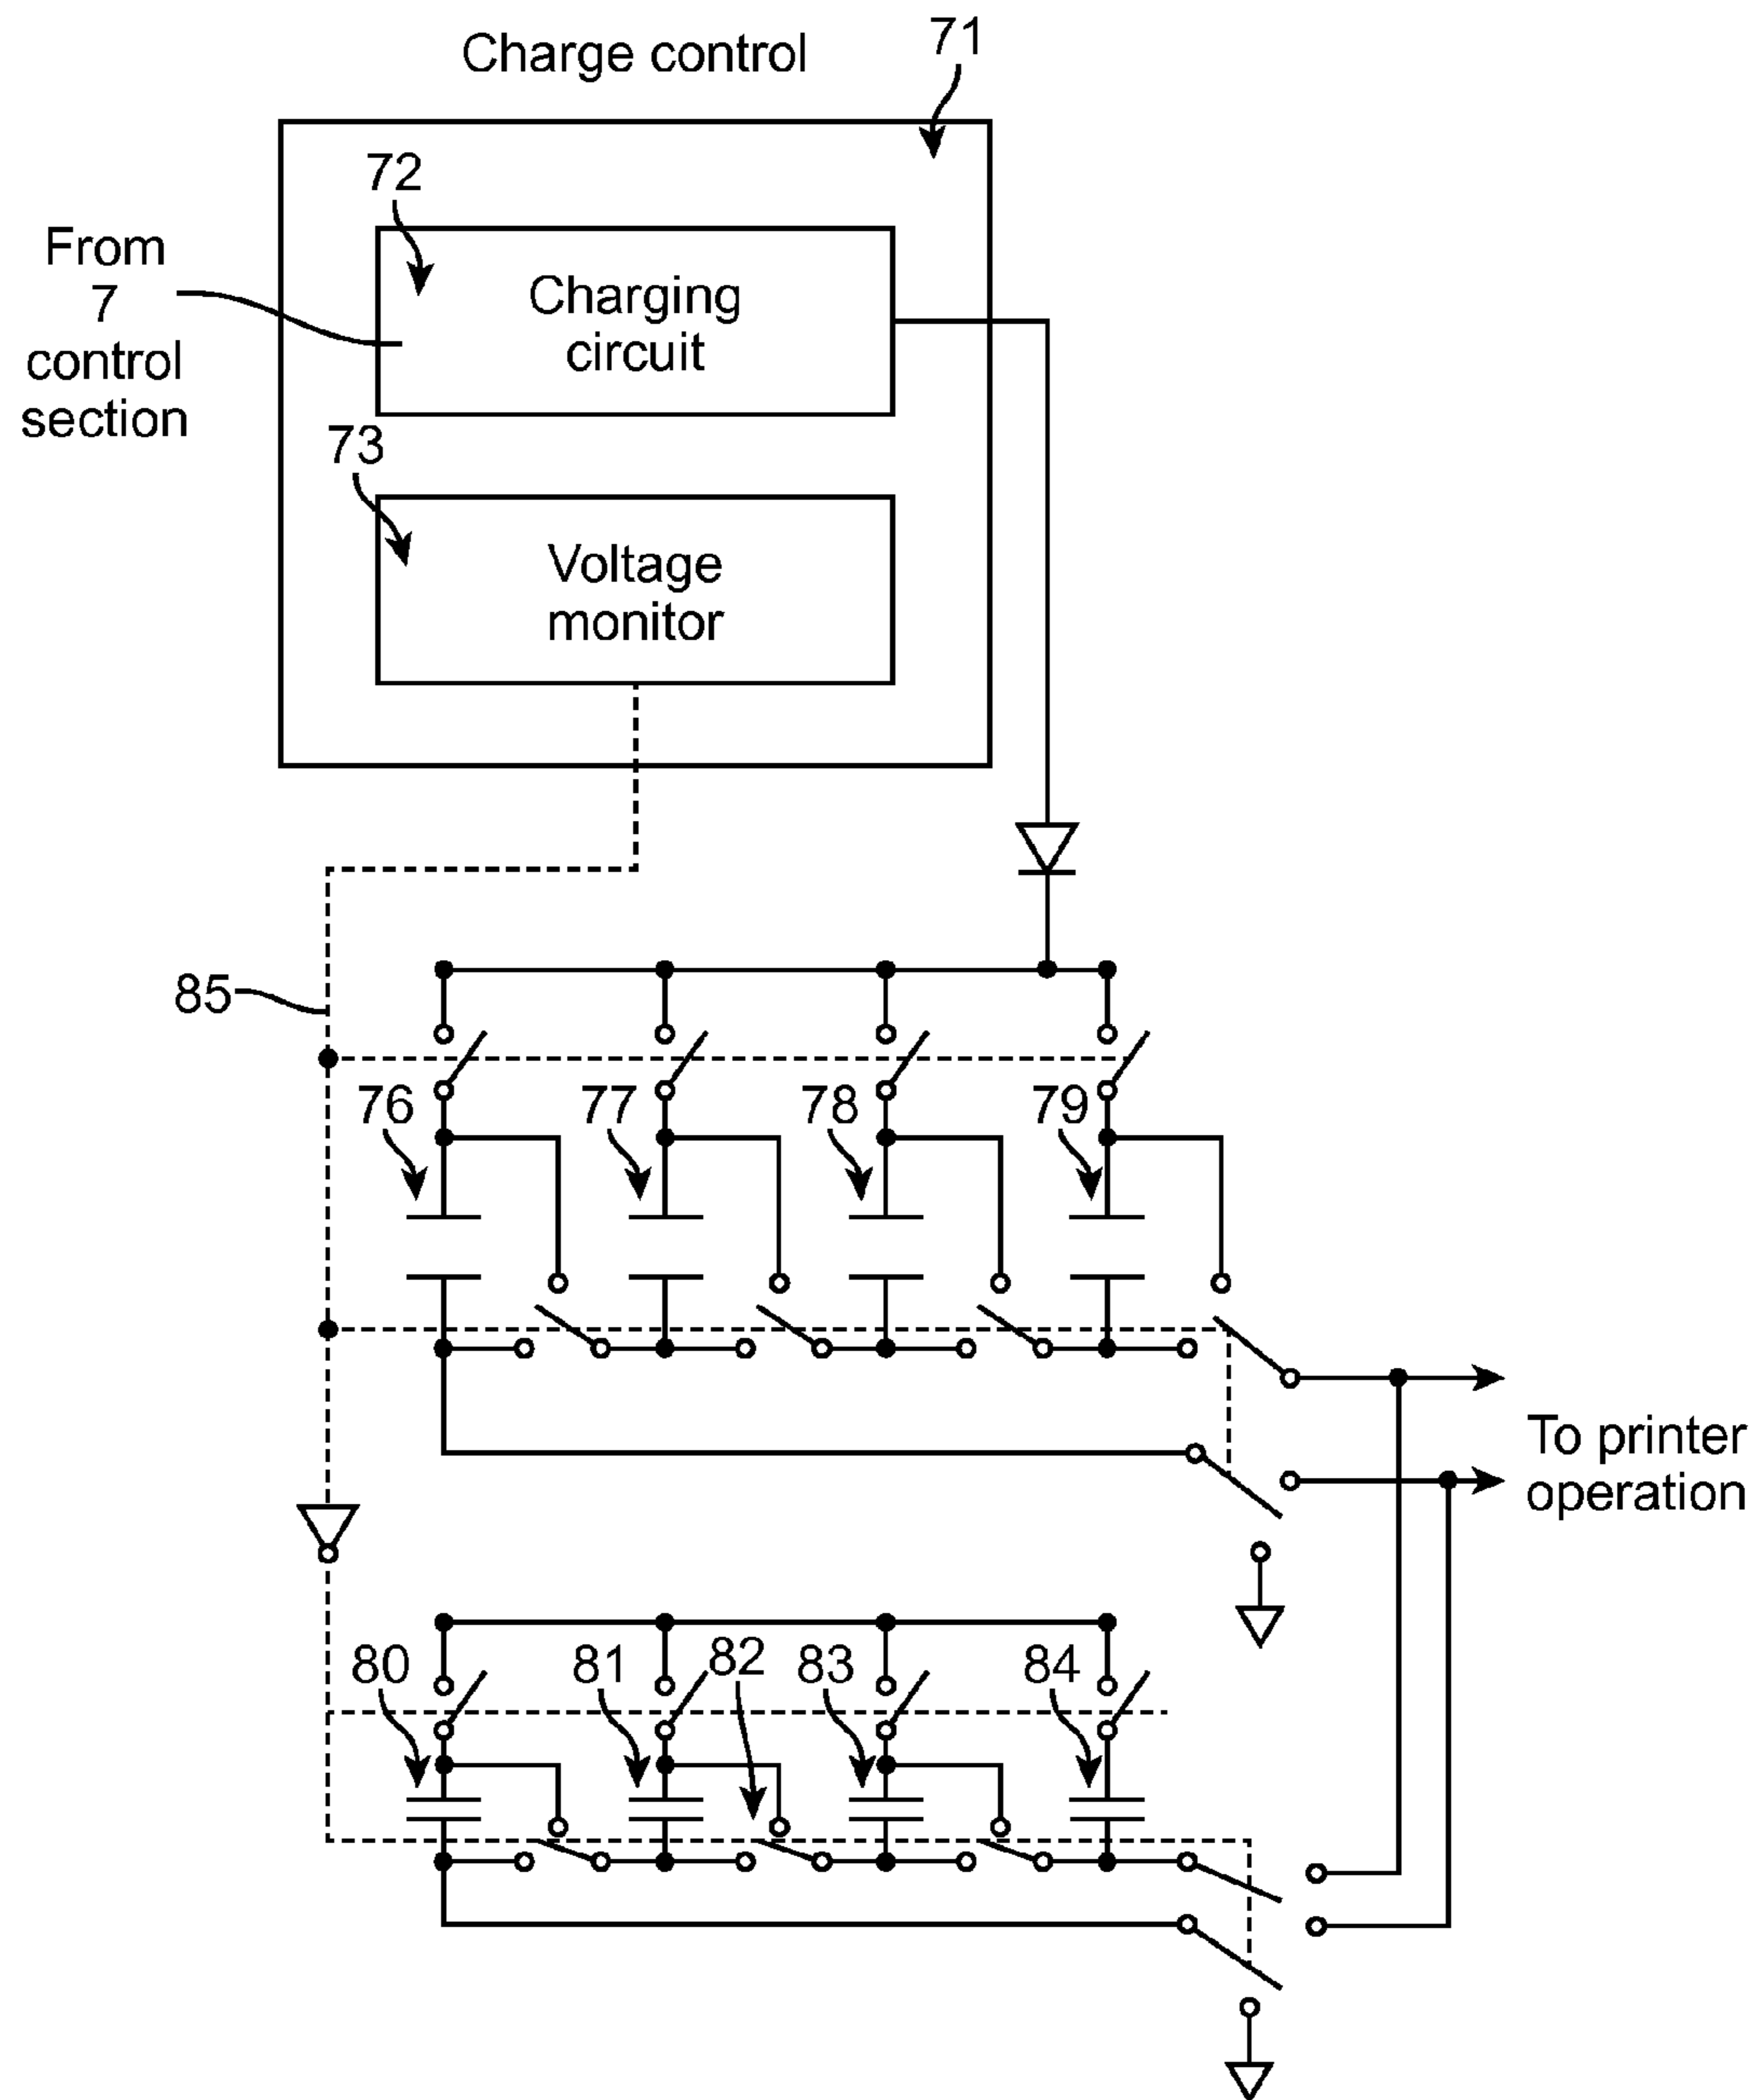 Charge control
71
72
From
7
control
section
Charging
circuit
73
Voltage
monitor
85
76
77
78
79
To printer
operation
80
81
82
83
84